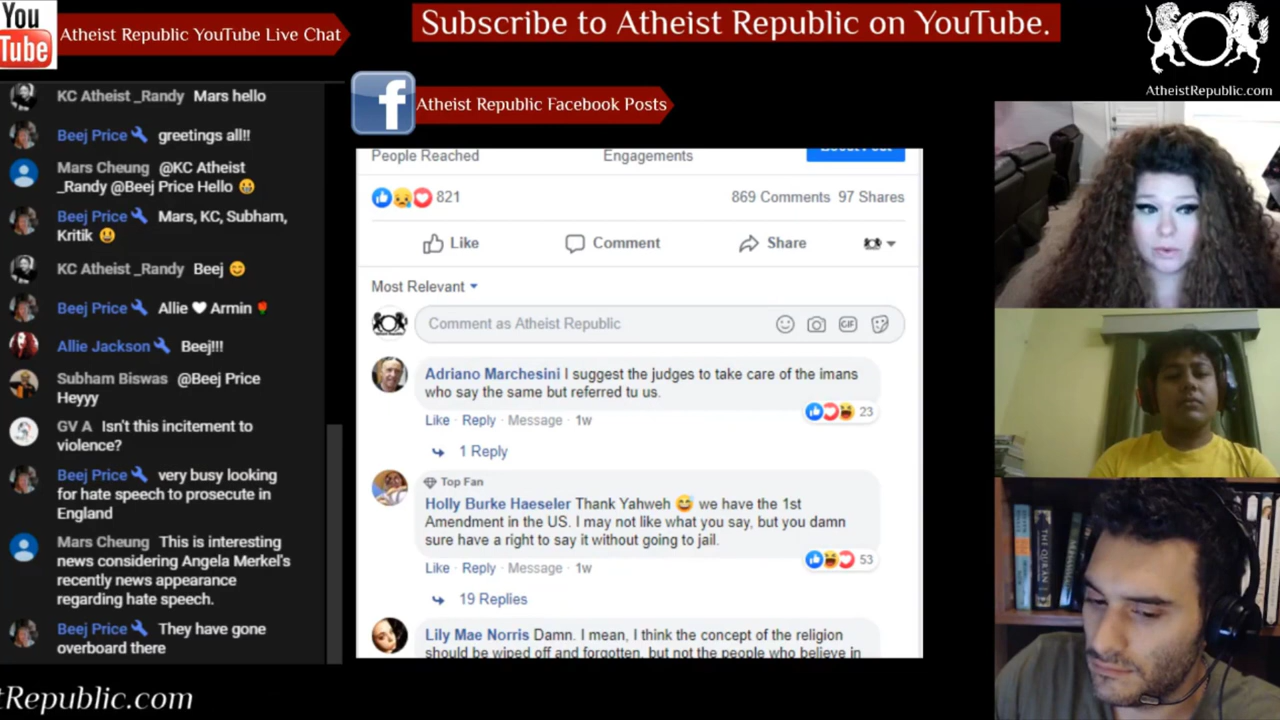 You
Tube
Atheist Republic YouTube Live Chat
Subscribe to Atheist Republic on YouTube.
AtheistRepublic.com
f
Atheist Republic Facebook Posts
KC Atheist _Randy Mars hello
Beej Price greetings all!!
Mars Cheung @KC Atheist
_Randy @Beej Price Hello 😀
Beej Price Mars, KC, Subham,
Kritik 😃
KC Atheist _Randy Beej 😊
Beej Price Allie 🤍 Armin 🌹
Allie Jackson Beej!!!
Subham Biswas @Beej Price
Heyyy
GV A Isn't this incitement to
violence?
Beej Price very busy looking
for hate speech to prosecute in
England
Mars Cheung This is interesting
news considering Angela Merkel's
recently news appearance
regarding hate speech.
Beej Price They have gone
overboard there
People Reached
Engagements
Boost Post
821
869 Comments 97 Shares
Like
Comment
Share
Most Relevant
Comment as Atheist Republic
GIF
Adriano Marchesini I suggest the judges to take care of the imans
who say the same but referred tu us.
23
Like · Reply · Message · 1w
1 Reply
Top Fan
Holly Burke Haeseler Thank Yahweh 😅 we have the 1st
Amendment in the US. I may not like what you say, but you damn
sure have a right to say it without going to jail.
53
Like · Reply · Message · 1w
19 Replies
Lily Mae Norris Damn. I mean, I think the concept of the religion
should be wiped off and forgotten, but not the people who believe in
THE QUR'AN
tRepublic.com